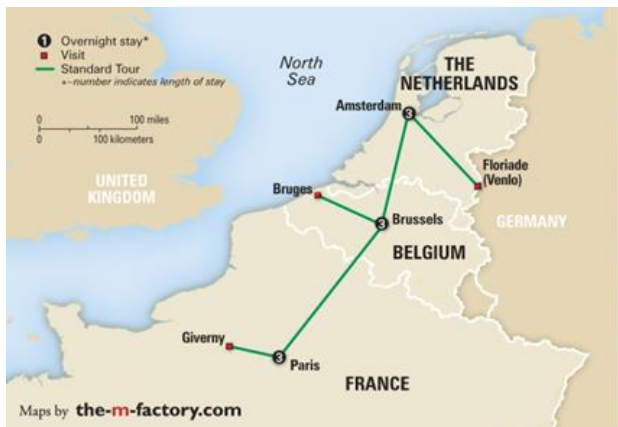 1 Overnight stay*
Visit
Standard Tour
*–number indicates length of stay
0 100 miles
0 100 kilometers
North
Sea
THE
NETHERLANDS
Amsterdam
3
Floriade
(Venlo)
UNITED
KINGDOM
Bruges
3
Brussels
GERMANY
BELGIUM
Giverny
3
Paris
FRANCE
Maps by the-m-factory.com